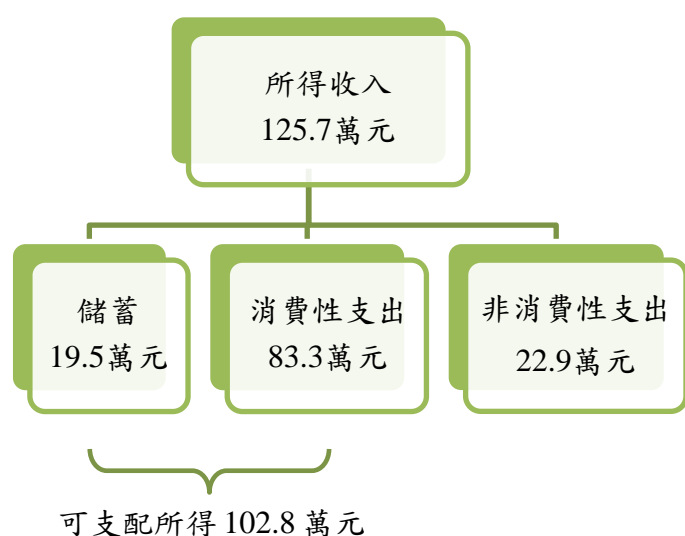 所得收入
125.7萬元
儲蓄
19.5萬元
消費性支出
83.3萬元
非消費性支出
22.9萬元
可支配所得 102.8 萬元